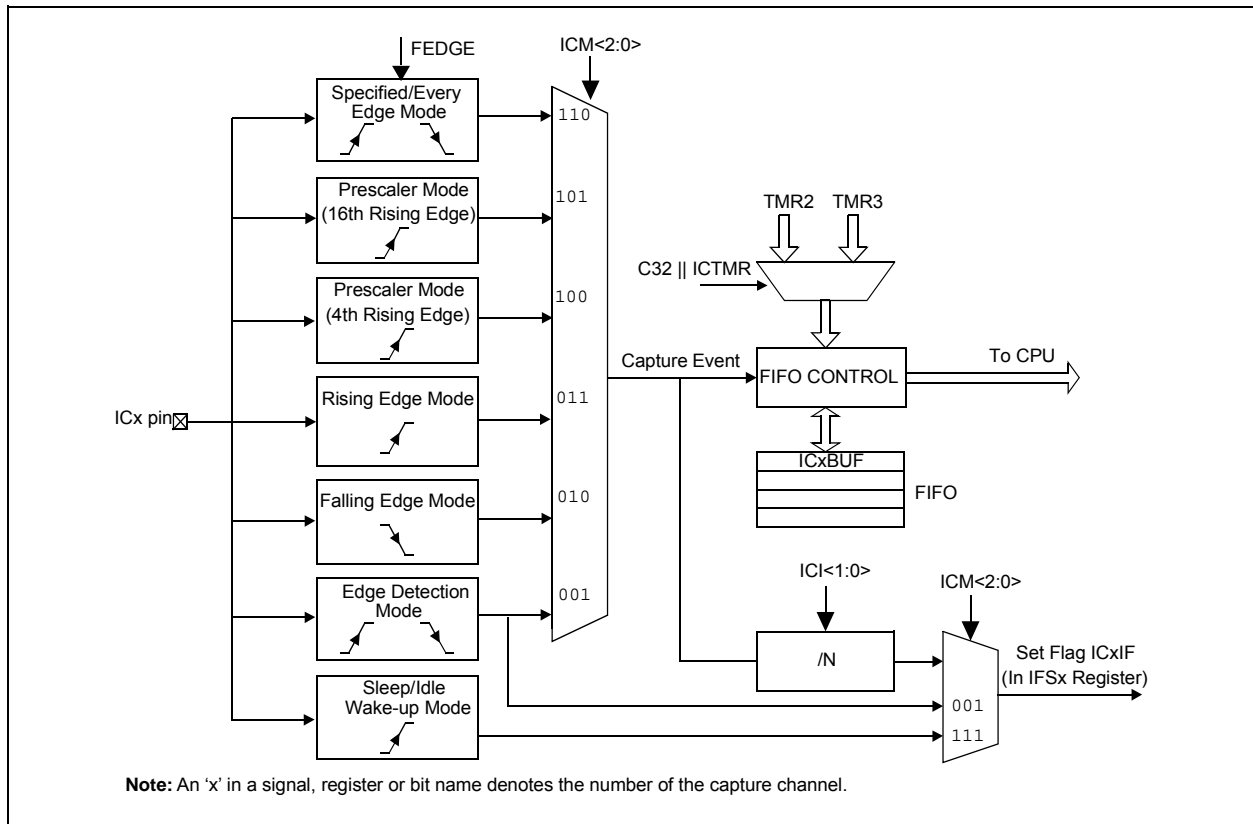 FEDGE
ICM<2:0>
Specified/Every
Edge Mode
110
Prescaler Mode
(16th Rising Edge)
101
TMR2
TMR3
C32 || ICTMR
Prescaler Mode
(4th Rising Edge)
100
Capture Event
FIFO CONTROL
To CPU
Rising Edge Mode
011
ICx pin
ICxBUF
FIFO
Falling Edge Mode
010
ICI<1:0>
ICM<2:0>
Edge Detection
Mode
001
/N
Set Flag ICxIF
(In IFSx Register)
Sleep/Idle
Wake-up Mode
001
111
Note: An ‘x’ in a signal, register or bit name denotes the number of the capture channel.